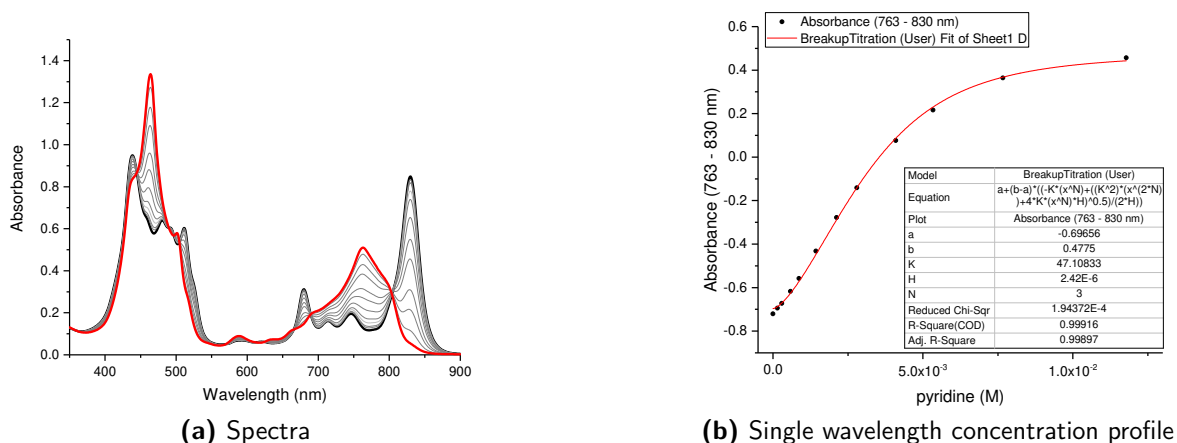 Absorbance
1.4
1.2
1.0
0.8
0.6
0.4
0.2
0.0
400 500 600 700 800 900
Wavelength (nm)
(a) Spectra
Absorbance (763 - 830 nm)
0.6
0.4
0.2
0.0
-0.2
-0.4
-0.6
-0.8
Absorbance (763 - 830 nm)
BreakupTitration (User) Fit of Sheet1 D
Model BreakupTitration (User)
Equation a+(b-a)*((-K*(x^N)+((K^2)*(x^(2*N)
)+4*K*(x^N)*H)^0.5)/(2*H))
Plot Absorbance (763 - 830 nm)
a -0.69656
b 0.4775
K 47.10833
H 2.42E-6
N 3
Reduced Chi-Sqr 1.94372E-4
R-Square(COD) 0.99916
Adj. R-Square 0.99897
0.0 5.0×10⁻³ 1.0×10⁻²
pyridine (M)
(b) Single wavelength concentration profile